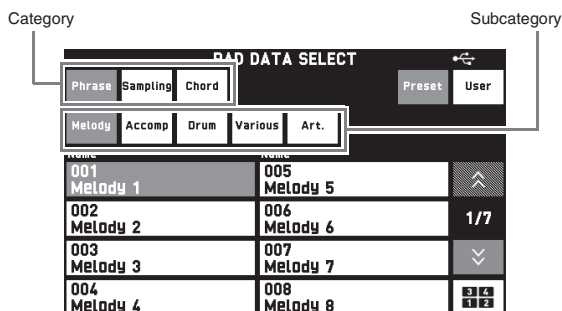 Category Subcategory
PAD DATA SELECT
Phrase Sampling Chord Preset User
Melody Accomp Drum Various Art.
Name Name
001 005
Melody 1 Melody 5
002 006
Melody 2 Melody 6
1/7
003 007
Melody 3 Melody 7
004 008
Melody 4 Melody 8
3 4
1 2